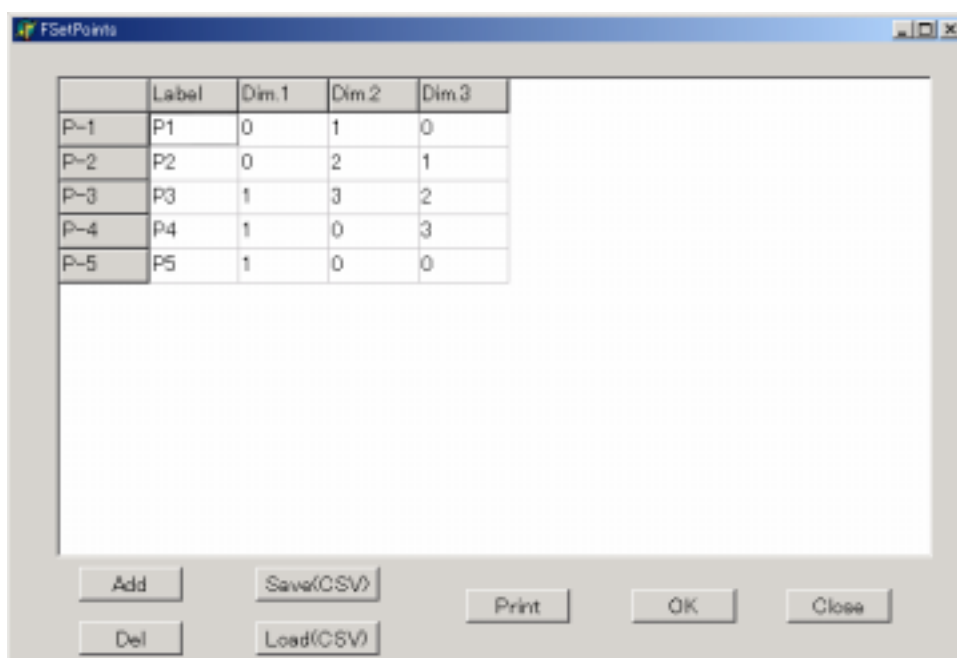 FSetPoints
Label Dim.1 Dim.2 Dim.3
P-1 P1 0 1 0
P-2 P2 0 2 1
P-3 P3 1 3 2
P-4 P4 1 0 3
P-5 P5 1 0 0
Add Save(CSV) Print OK Close
Del Load(CSV)